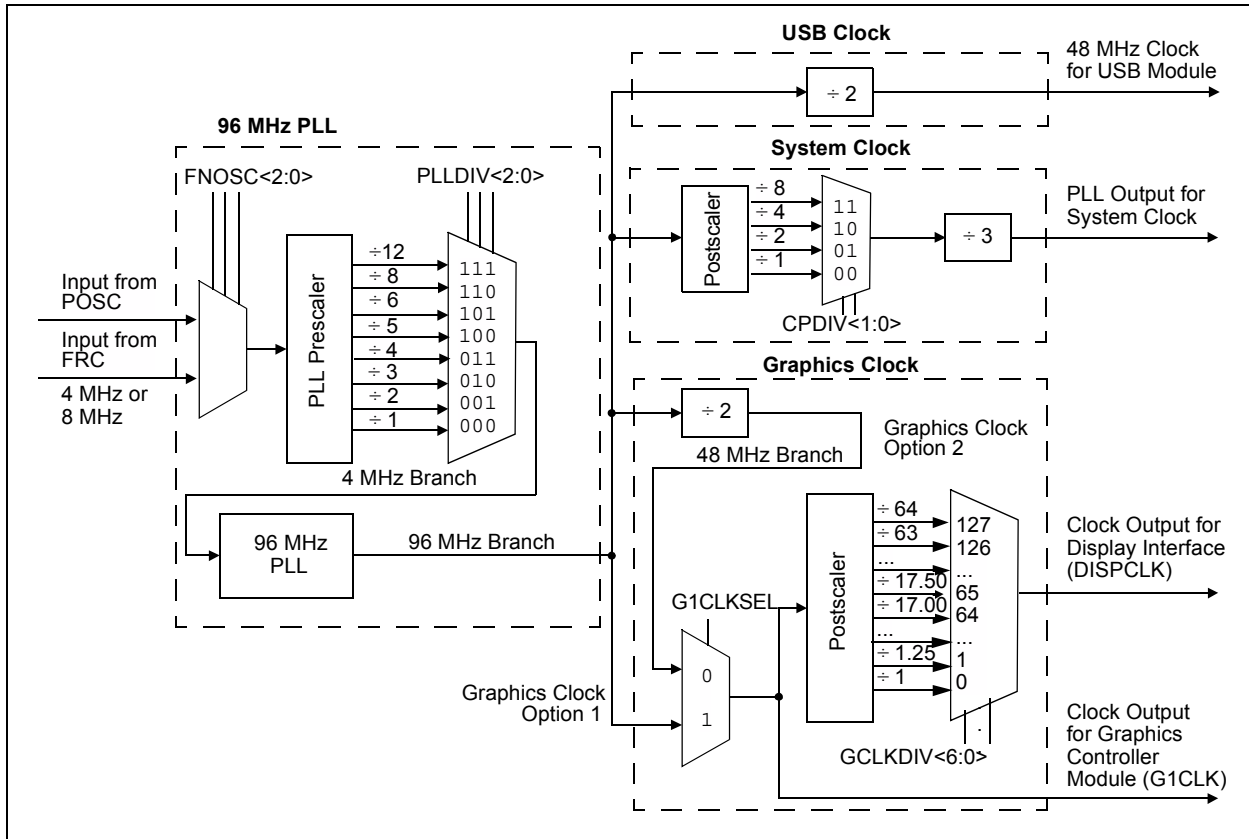 USB Clock
÷ 2
48 MHz Clock
for USB Module
96 MHz PLL
FNOSC<2:0>
PLLDIV<2:0>
Input from
POSC
Input from
FRC
4 MHz or
8 MHz
PLL Prescaler
÷12
÷ 8
÷ 6
÷ 5
÷ 4
÷ 3
÷ 2
÷ 1
111
110
101
100
011
010
001
000
4 MHz Branch
96 MHz
PLL
96 MHz Branch
System Clock
Postscaler
÷ 8
÷ 4
÷ 2
÷ 1
11
10
01
00
CPDIV<1:0>
÷ 3
PLL Output for
System Clock
Graphics Clock
÷ 2
48 MHz Branch
Graphics Clock
Option 2
G1CLKSEL
0
1
Graphics Clock
Option 1
Postscaler
÷ 64
÷ 63
...
÷ 17.50
÷ 17.00
...
÷ 1.25
÷ 1
127
126
...
65
64
...
1
0
GCLKDIV<6:0>
Clock Output for
Display Interface
(DISPCLK)
Clock Output
for Graphics
Controller
Module (G1CLK)